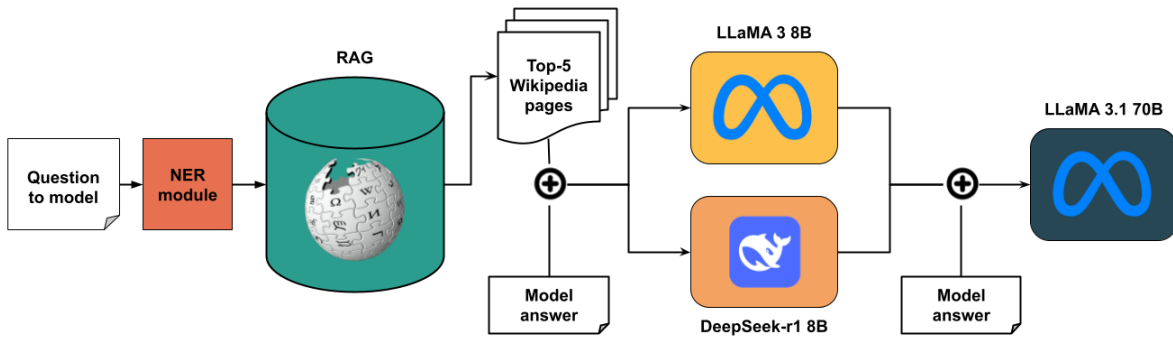 Question
to model
NER
module
RAG
Top-5
Wikipedia
pages
Model
answer
LLaMA 3 8B
DeepSeek-r1 8B
Model
answer
LLaMA 3.1 70B